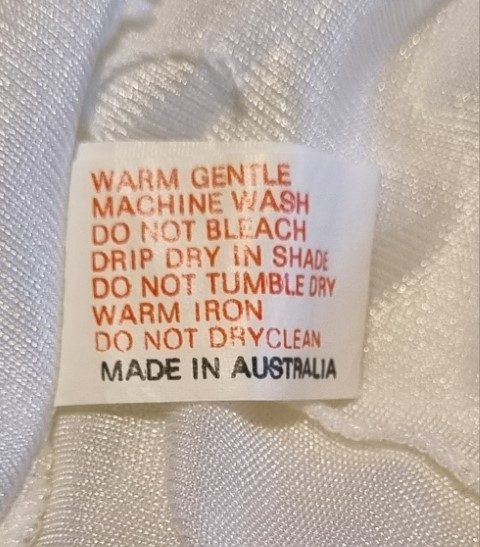 WARM GENTLE
MACHINE WASH
DO NOT BLEACH
DRIP DRY IN SHADE
DO NOT TUMBLE DRY
WARM IRON
DO NOT DRYCLEAN
MADE IN AUSTRALIA